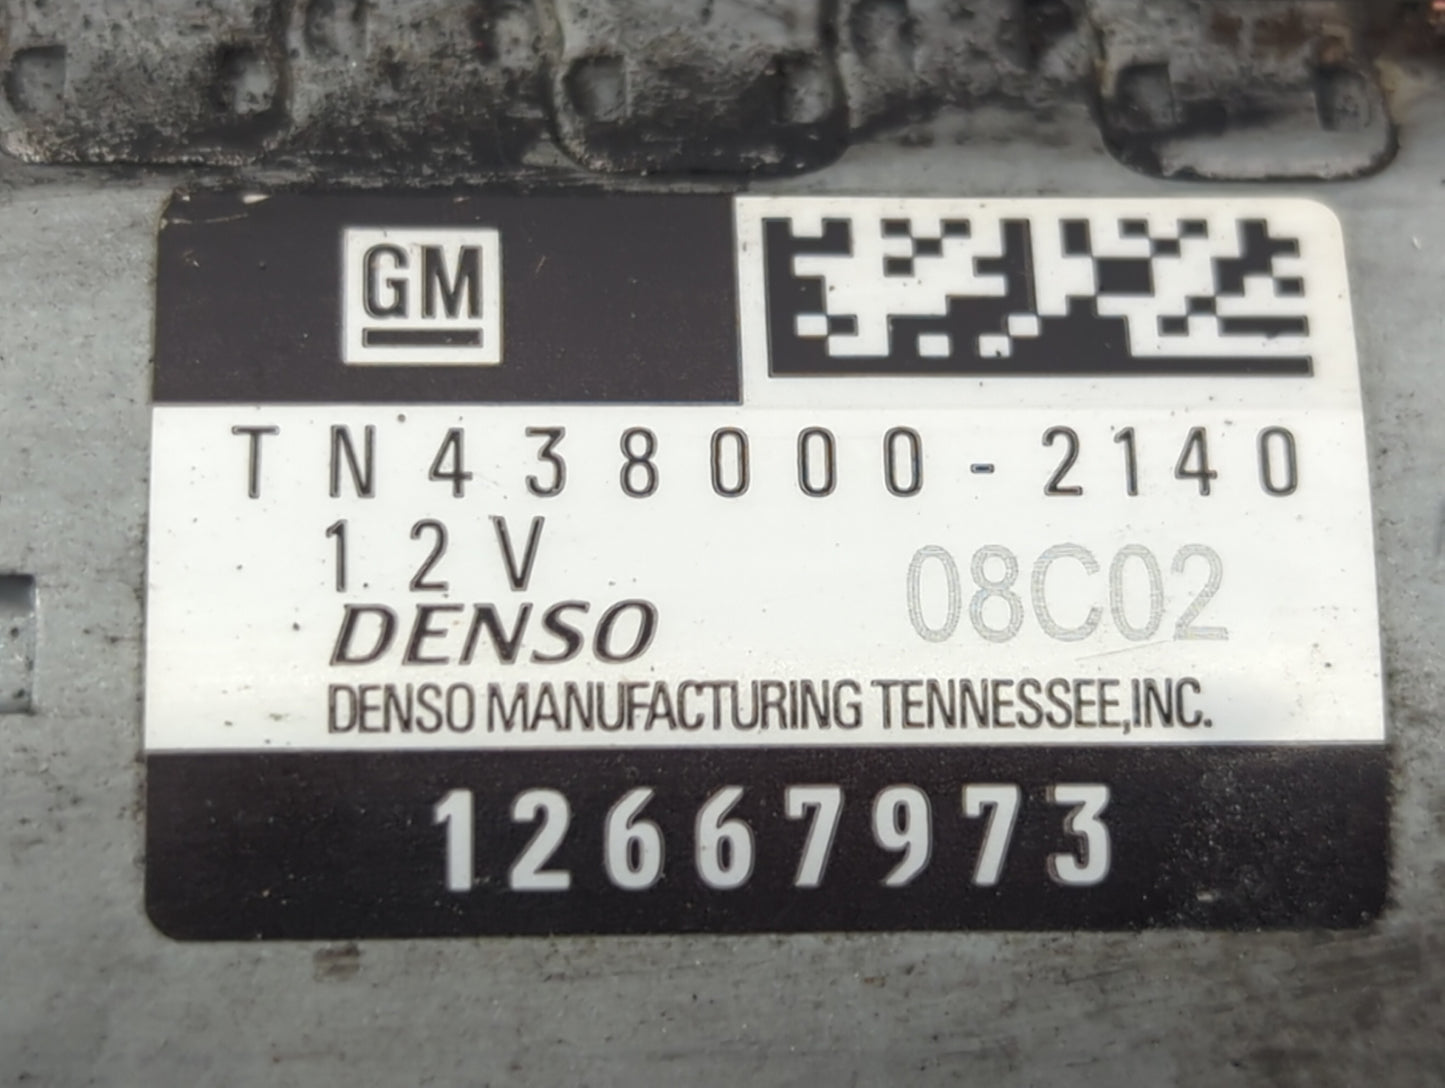 GM
TN438000-2140
12V
08C02
DENSO
DENSO MANUFACTURING TENNESSEE,INC.
12667973